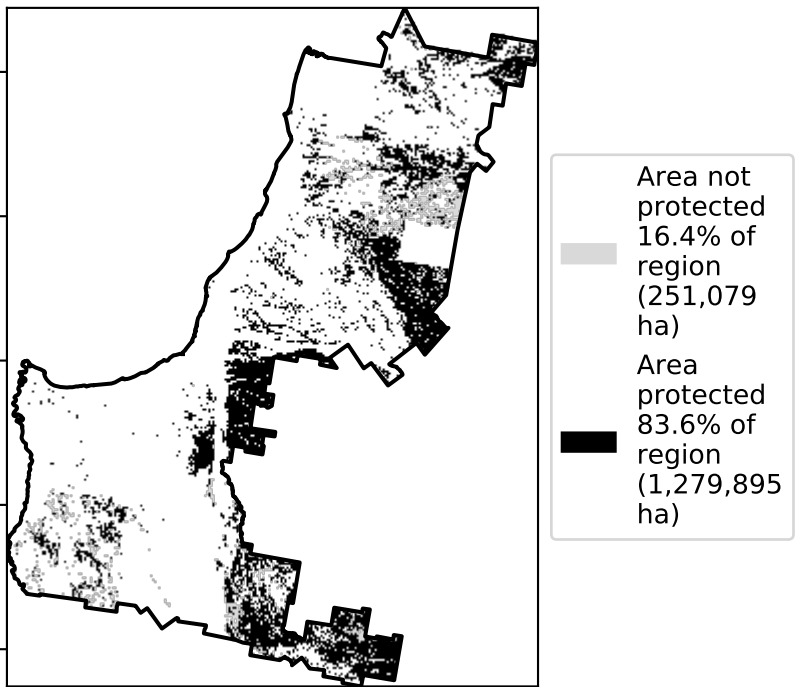 Area not
protected
16.4% of
region
(251,079
ha)
Area
protected
83.6% of
region
(1,279,895
ha)